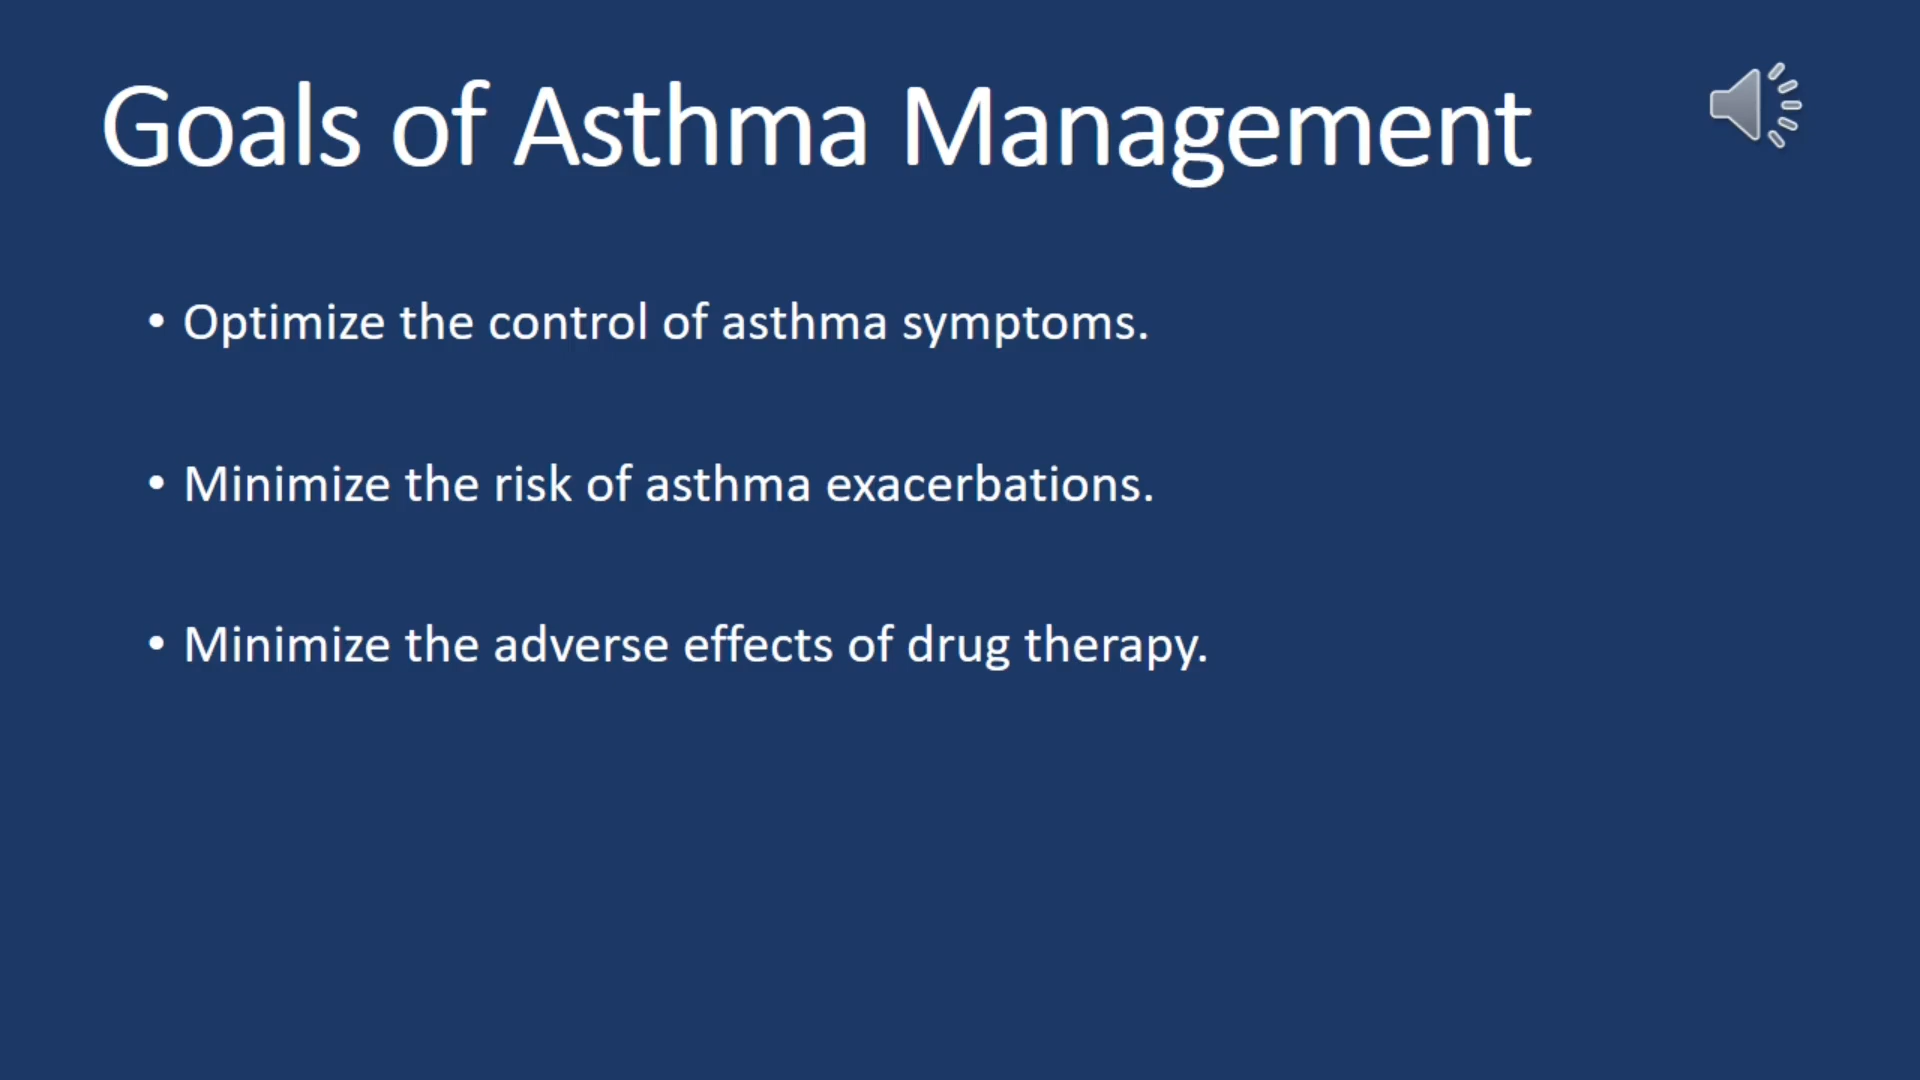 Goals of Asthma Management
• Optimize the control of asthma symptoms.
• Minimize the risk of asthma exacerbations.
• Minimize the adverse effects of drug therapy.